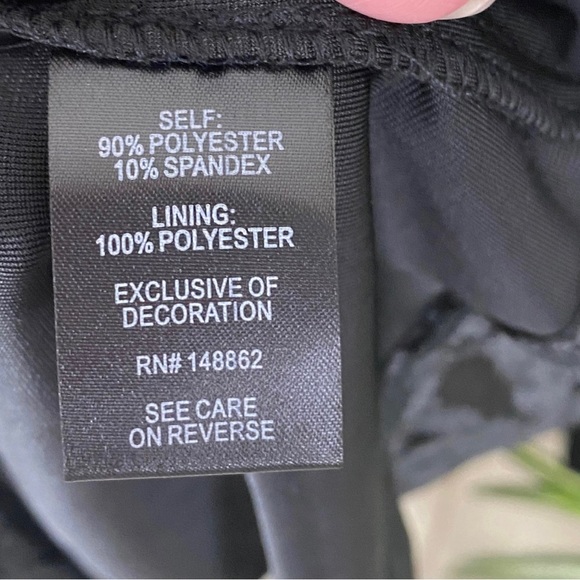 SELF:
90% POLYESTER
10% SPANDEX
LINING:
100% POLYESTER
EXCLUSIVE OF
DECORATION
RN# 148862
SEE CARE
ON REVERSE